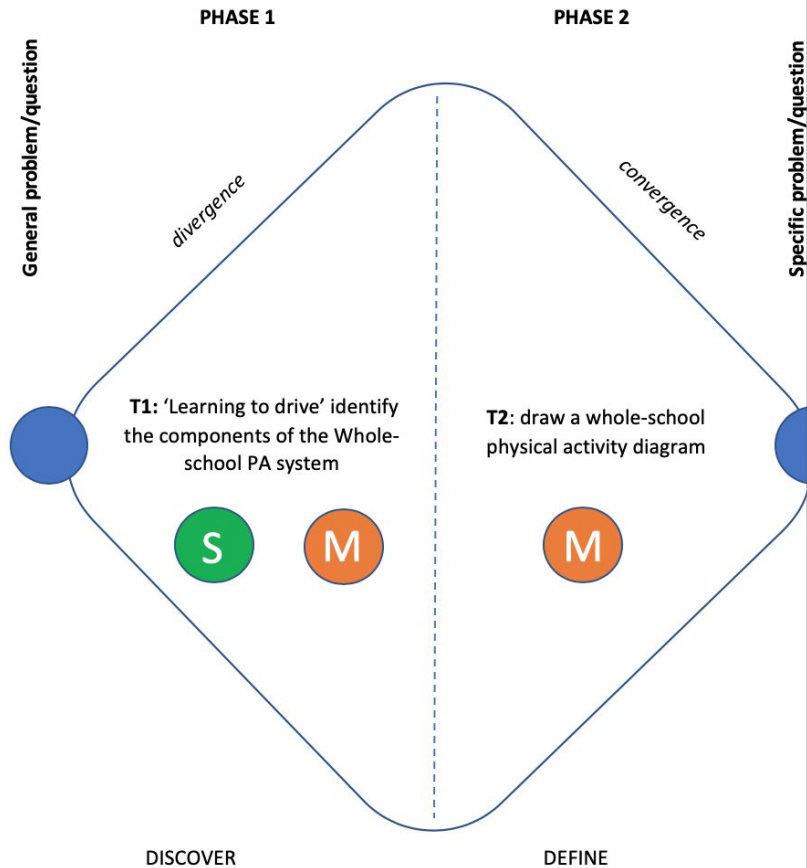 PHASE 1
PHASE 2
General problem/question
divergence
convergence
Specific problem/question
T1: ‘Learning to drive’ identify
the components of the Whole-
school PA system
T2: draw a whole-school
physical activity diagram
S
M
M
DISCOVER
DEFINE